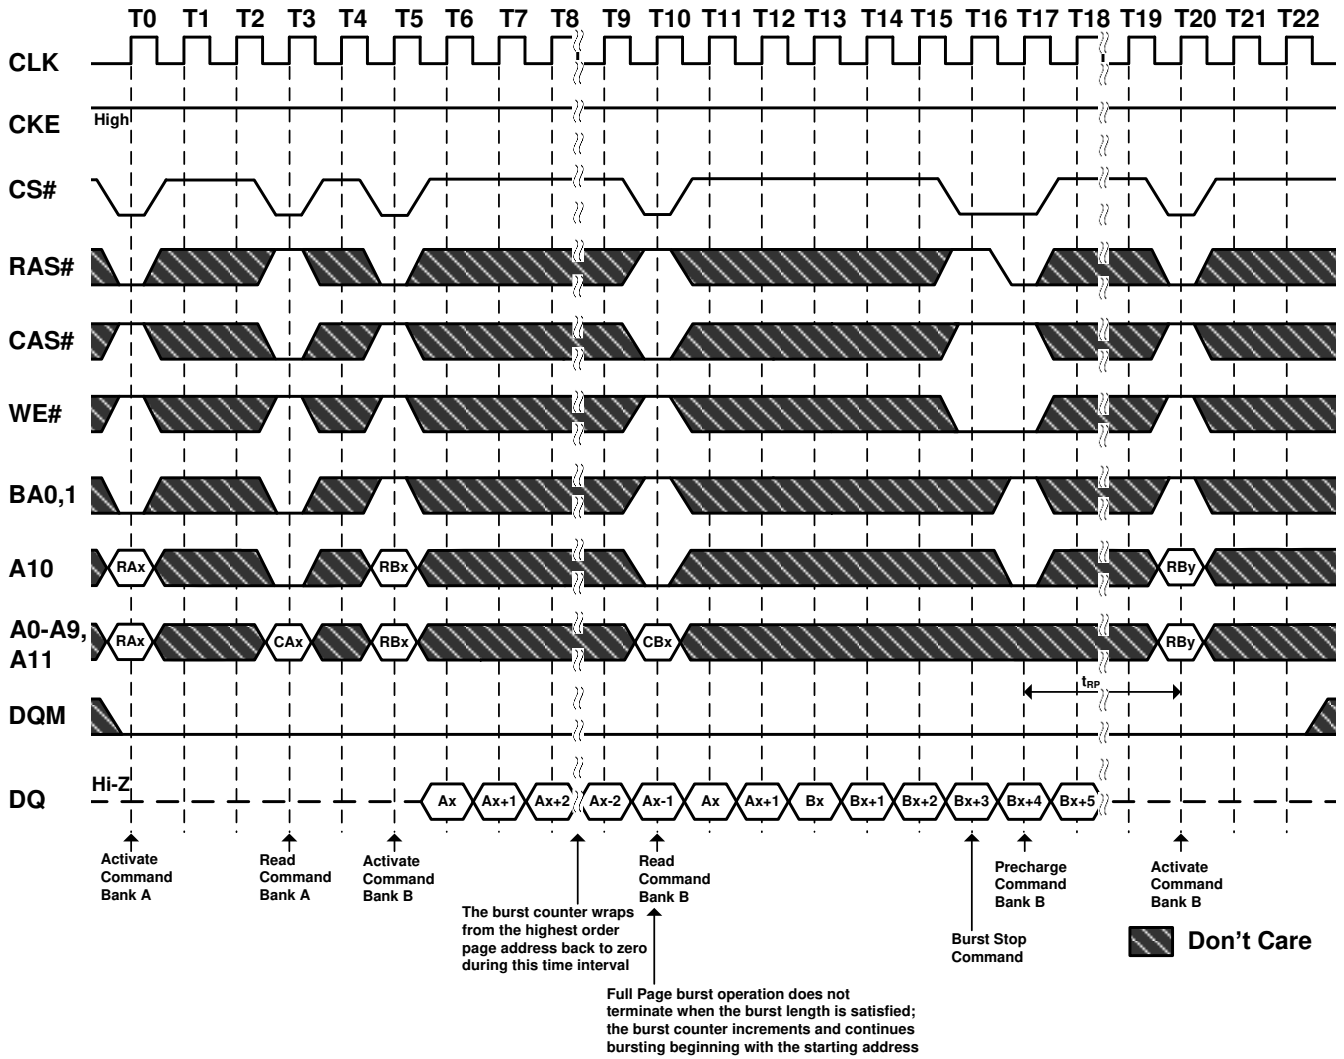 T0 T1 T2 T3 T4 T5 T6 T7 T8 T9 T10 T11 T12 T13 T14 T15 T16 T17 T18 T19 T20 T21 T22
CLK
CKE High
CS#
RAS#
CAS#
WE#
BA0,1
A10 RAx RBx RBy
A0-A9,
A11 RAx CAx RBx CBx RBy
tRP
DQM
DQ Hi-Z Ax Ax+1 Ax+2 Ax-2 Ax-1 Ax Ax+1 Bx Bx+1 Bx+2 Bx+3 Bx+4 Bx+5
Activate
Command
Bank A
Read
Command
Bank A
Activate
Command
Bank B
The burst counter wraps
from the highest order
page address back to zero
during this time interval
Read
Command
Bank B
Full Page burst operation does not
terminate when the burst length is satisfied;
the burst counter increments and continues
bursting beginning with the starting address
Burst Stop
Command
Precharge
Command
Bank B
Activate
Command
Bank B
Don't Care